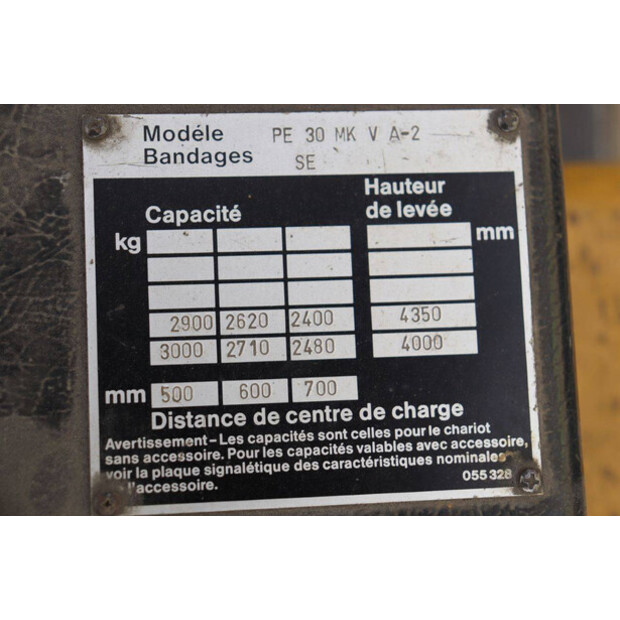 Modéle PE 30 MK V A-2
Bandages SE
Hauteur
Capacité de levée
kg mm
2900 2620 2400 4350
3000 2710 2480 4000
mm 500 600 700
Distance de centre de charge
Avertissement – Les capacités sont celles pour le chariot
sans accessoire. Pour les capacités valables avec accessoire,
voir la plaque signalétique des caractéristiques nominales
l'accessoire. 055 328